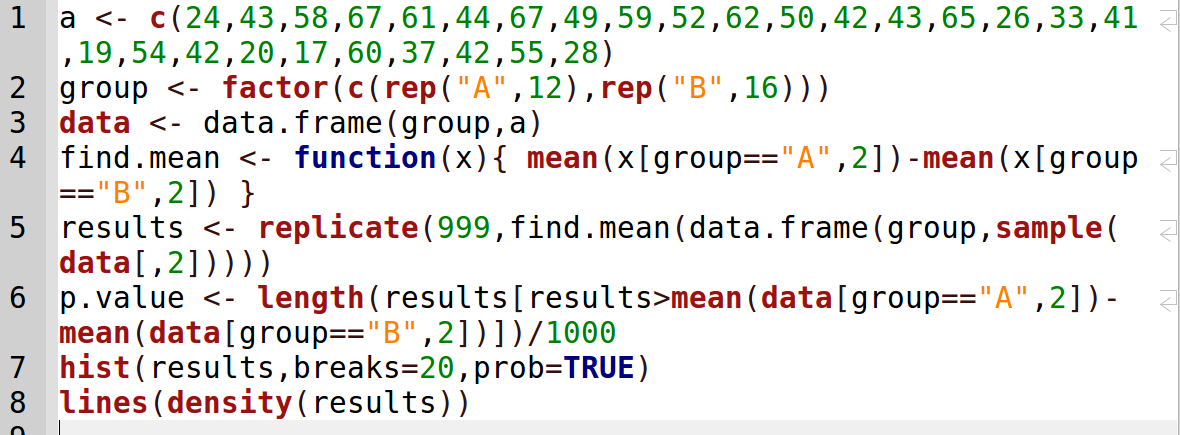 1 a <- c(24,43,58,67,61,44,67,49,59,52,62,50,42,43,65,26,33,41
,19,54,42,20,17,60,37,42,55,28)
2 group <- factor(c(rep("A",12),rep("B",16)))
3 data <- data.frame(group,a)
4 find.mean <- function(x){ mean(x[group=="A",2])-mean(x[group
=="B",2]) }
5 results <- replicate(999,find.mean(data.frame(group,sample(
data[,2]))))
6 p.value <- length(results[results>mean(data[group=="A",2])-
mean(data[group=="B",2])])/1000
7 hist(results,breaks=20,prob=TRUE)
8 lines(density(results))
9